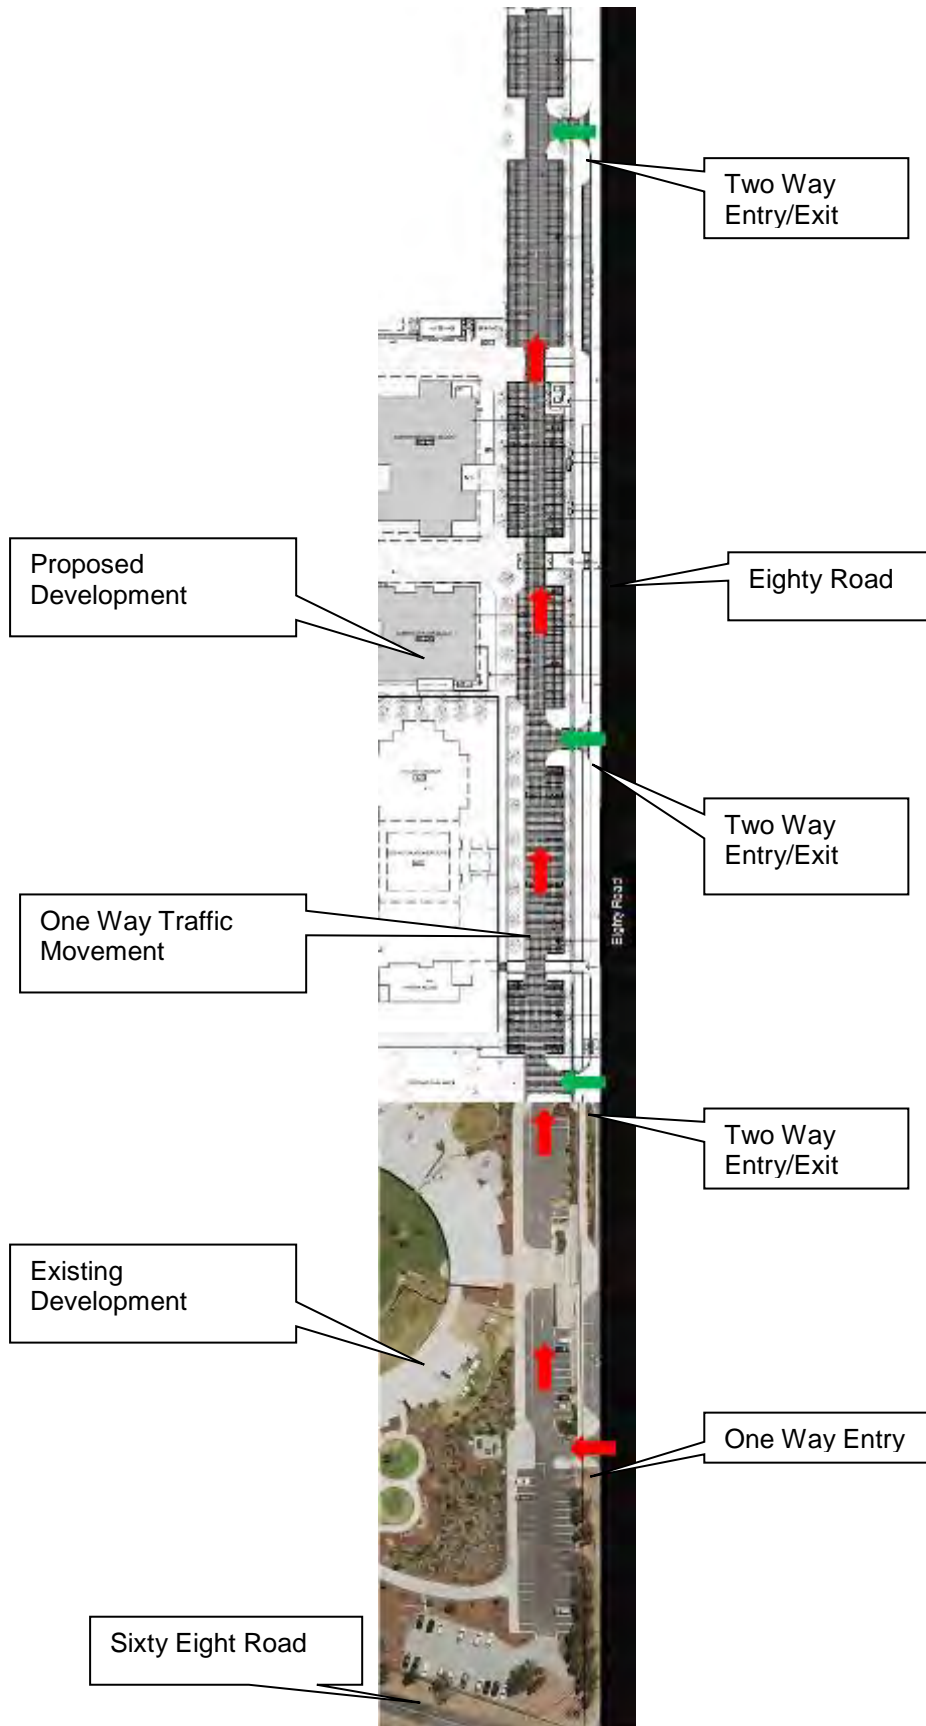 Two Way
Entry/Exit
Proposed
Development
Eighty Road
Two Way
Entry/Exit
One Way Traffic
Movement
Eighty Road
Two Way
Entry/Exit
Existing
Development
One Way Entry
Sixty Eight Road